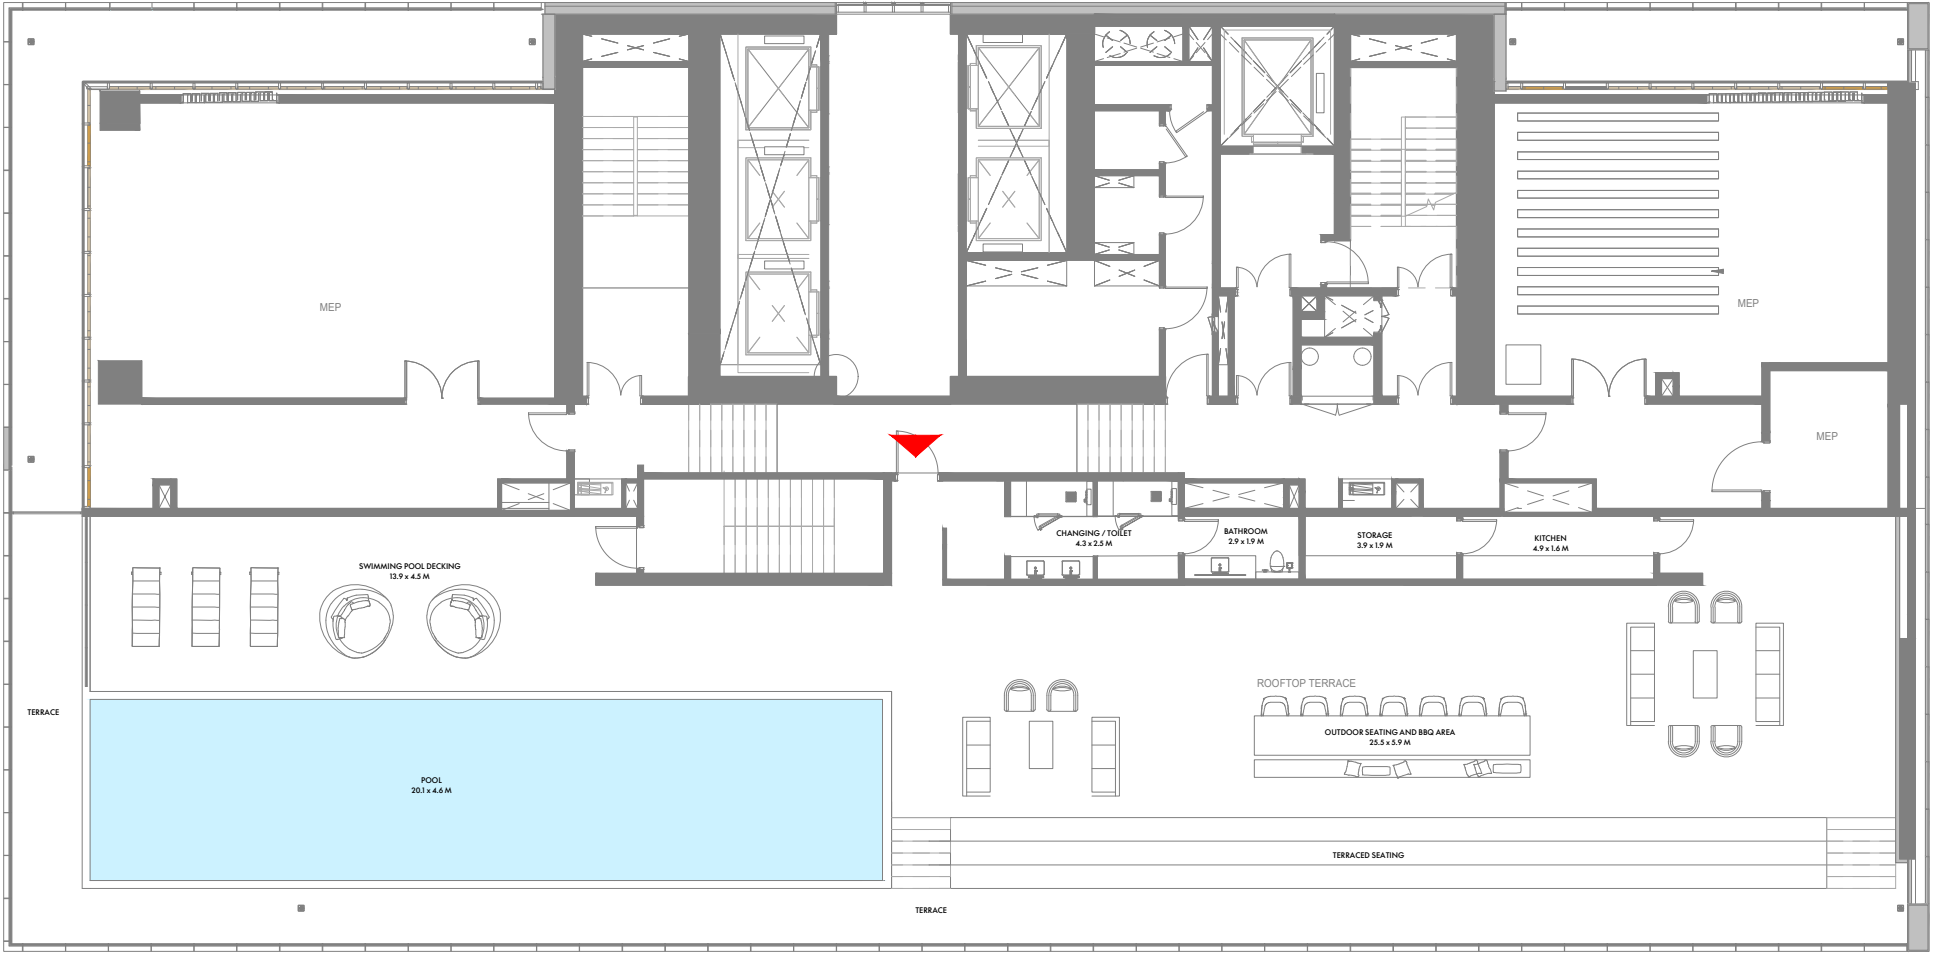 MEP
MEP
MEP
CHANGING / TOILET
4.3 x 2.5 M
BATHROOM
2.9 x 1.9 M
STORAGE
3.9 x 1.9 M
KITCHEN
4.9 x 1.6 M
SWIMMING POOL DECKING
13.9 x 4.5 M
ROOFTOP TERRACE
TERRACE
OUTDOOR SEATING AND BBQ AREA
25.5 x 5.9 M
POOL
20.1 x 4.6 M
TERRACED SEATING
TERRACE